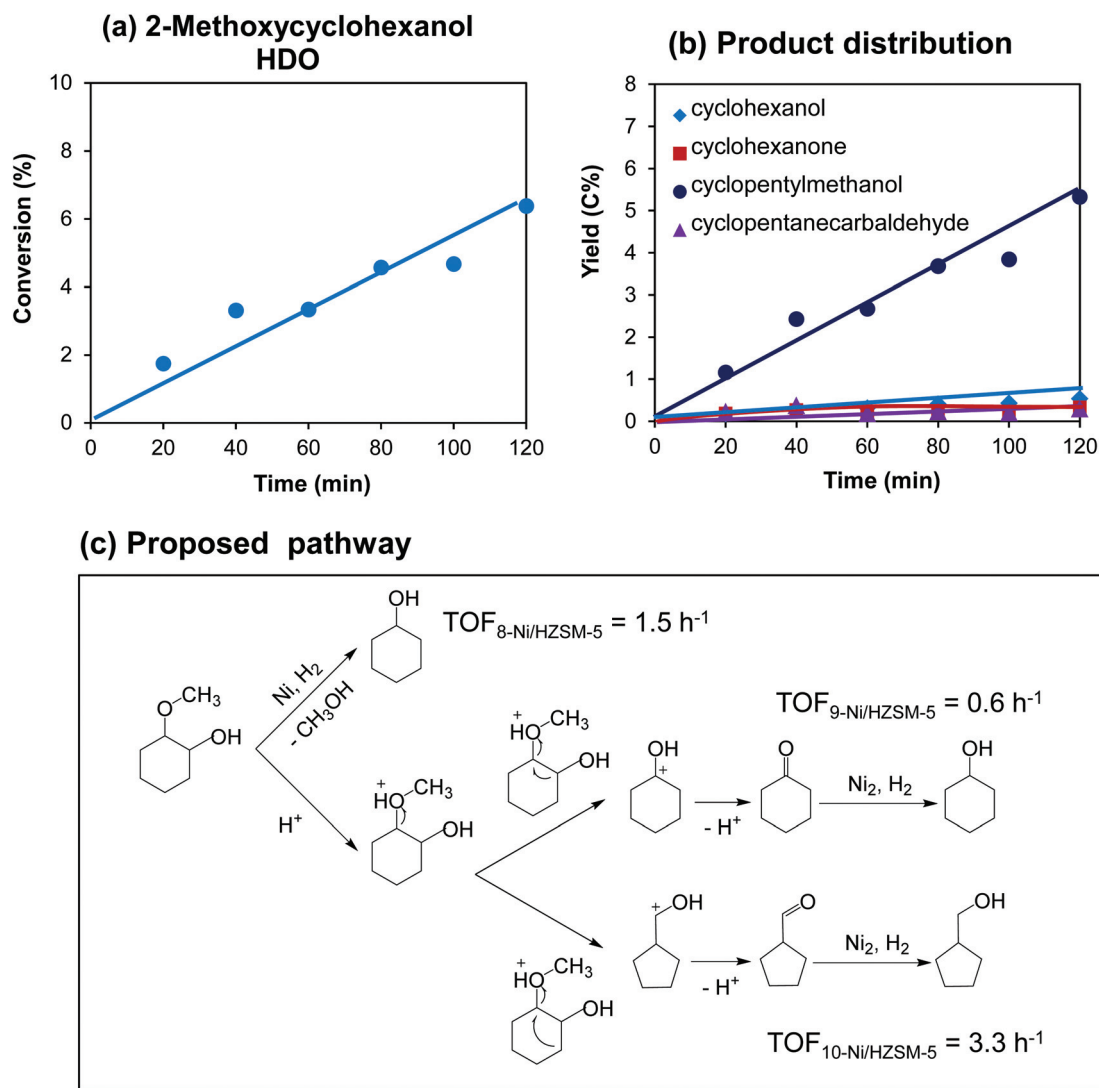 (a) 2-Methoxycyclohexanol
HDO
10
8
6
4
2
0
0 20 40 60 80 100 120
Conversion (%)
Time (min)
(b) Product distribution
8
7
6
5
4
3
2
1
0
0 20 40 60 80 100 120
Yield (C%)
Time (min)
cyclohexanol
cyclohexanone
cyclopentylmethanol
cyclopentanecarbaldehyde
(c) Proposed pathway
OH
TOF8-Ni/HZSM-5 = 1.5 h-1
Ni, H2
- CH3OH
O-CH3
OH
H+
+
HO-CH3
OH
+
HO-CH3
OH
OH
+
- H+
O
Ni2, H2
OH
TOF9-Ni/HZSM-5 = 0.6 h-1
+
HO-CH3
OH
OH
+
- H+
O
Ni2, H2
OH
TOF10-Ni/HZSM-5 = 3.3 h-1